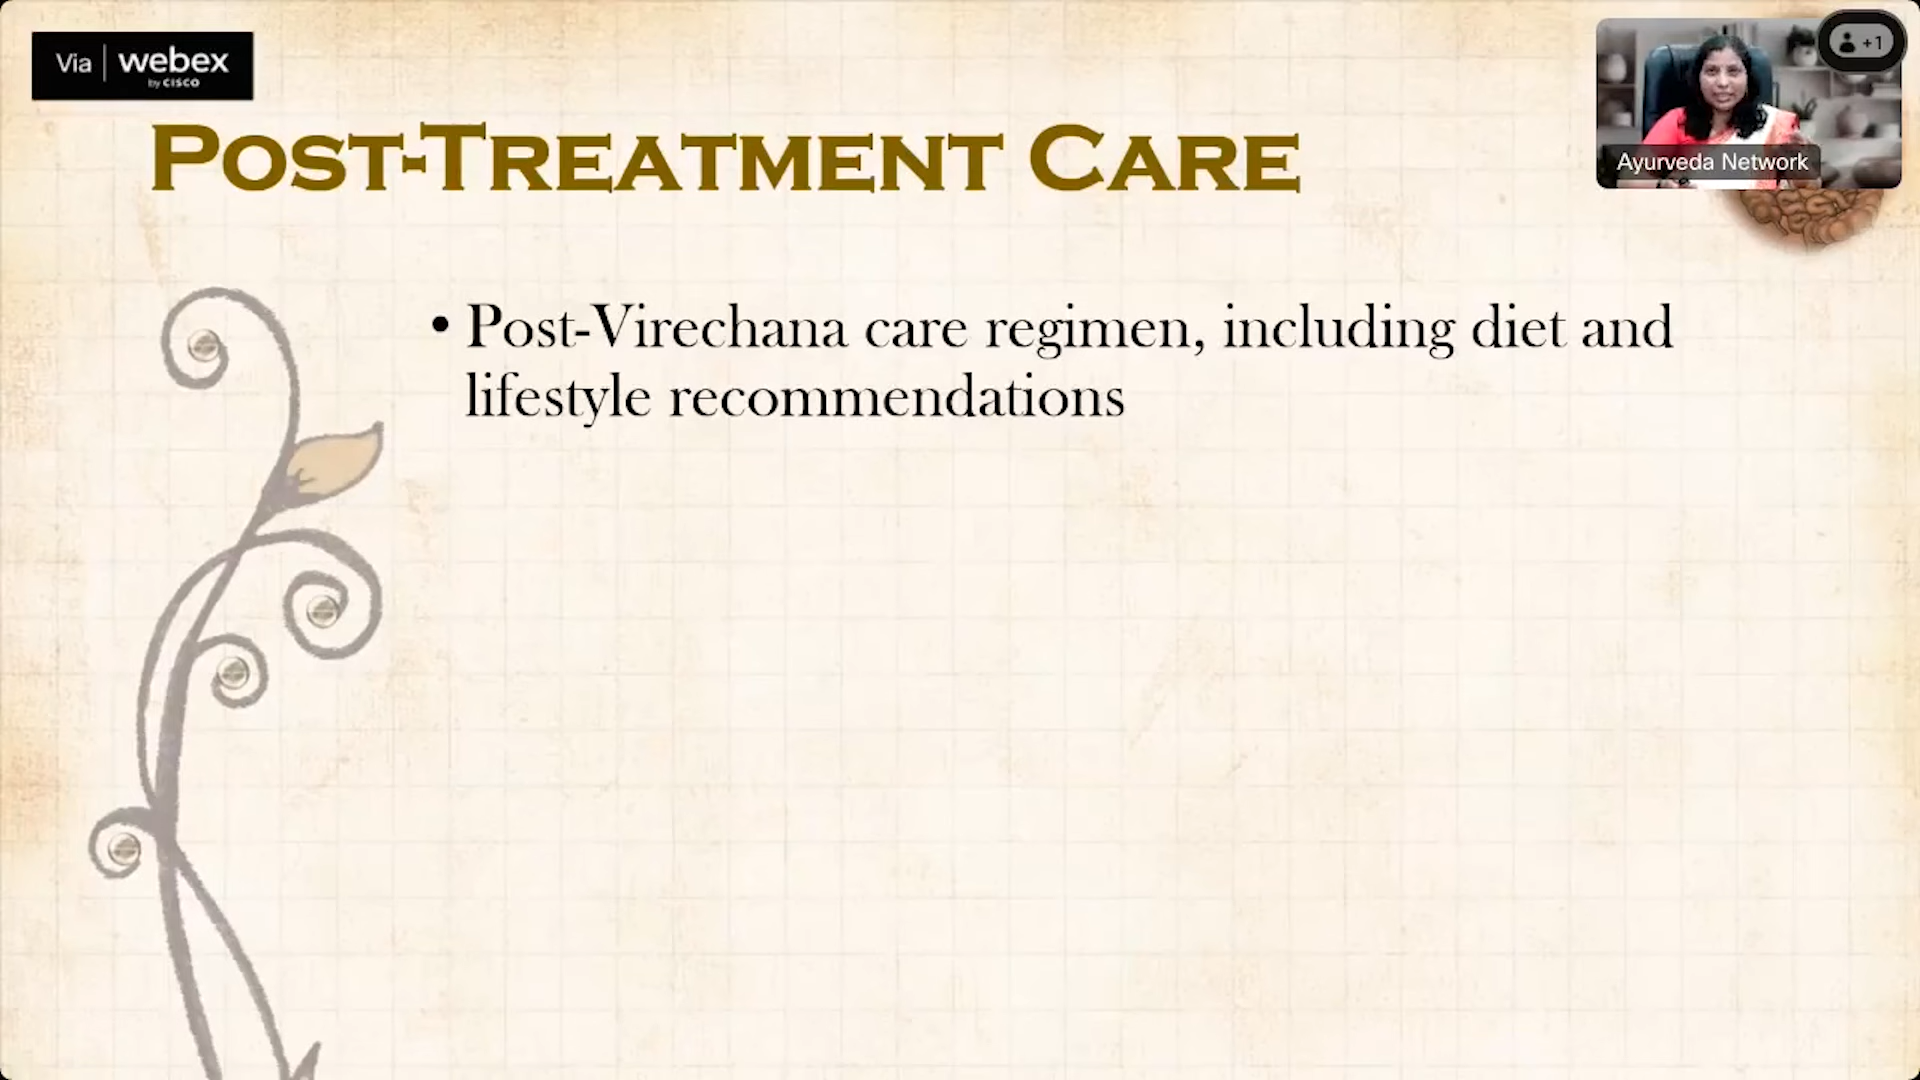 Via | webex
by CISCO
+1
Ayurveda Network
Post-Treatment Care
• Post-Virechana care regimen, including diet and
lifestyle recommendations